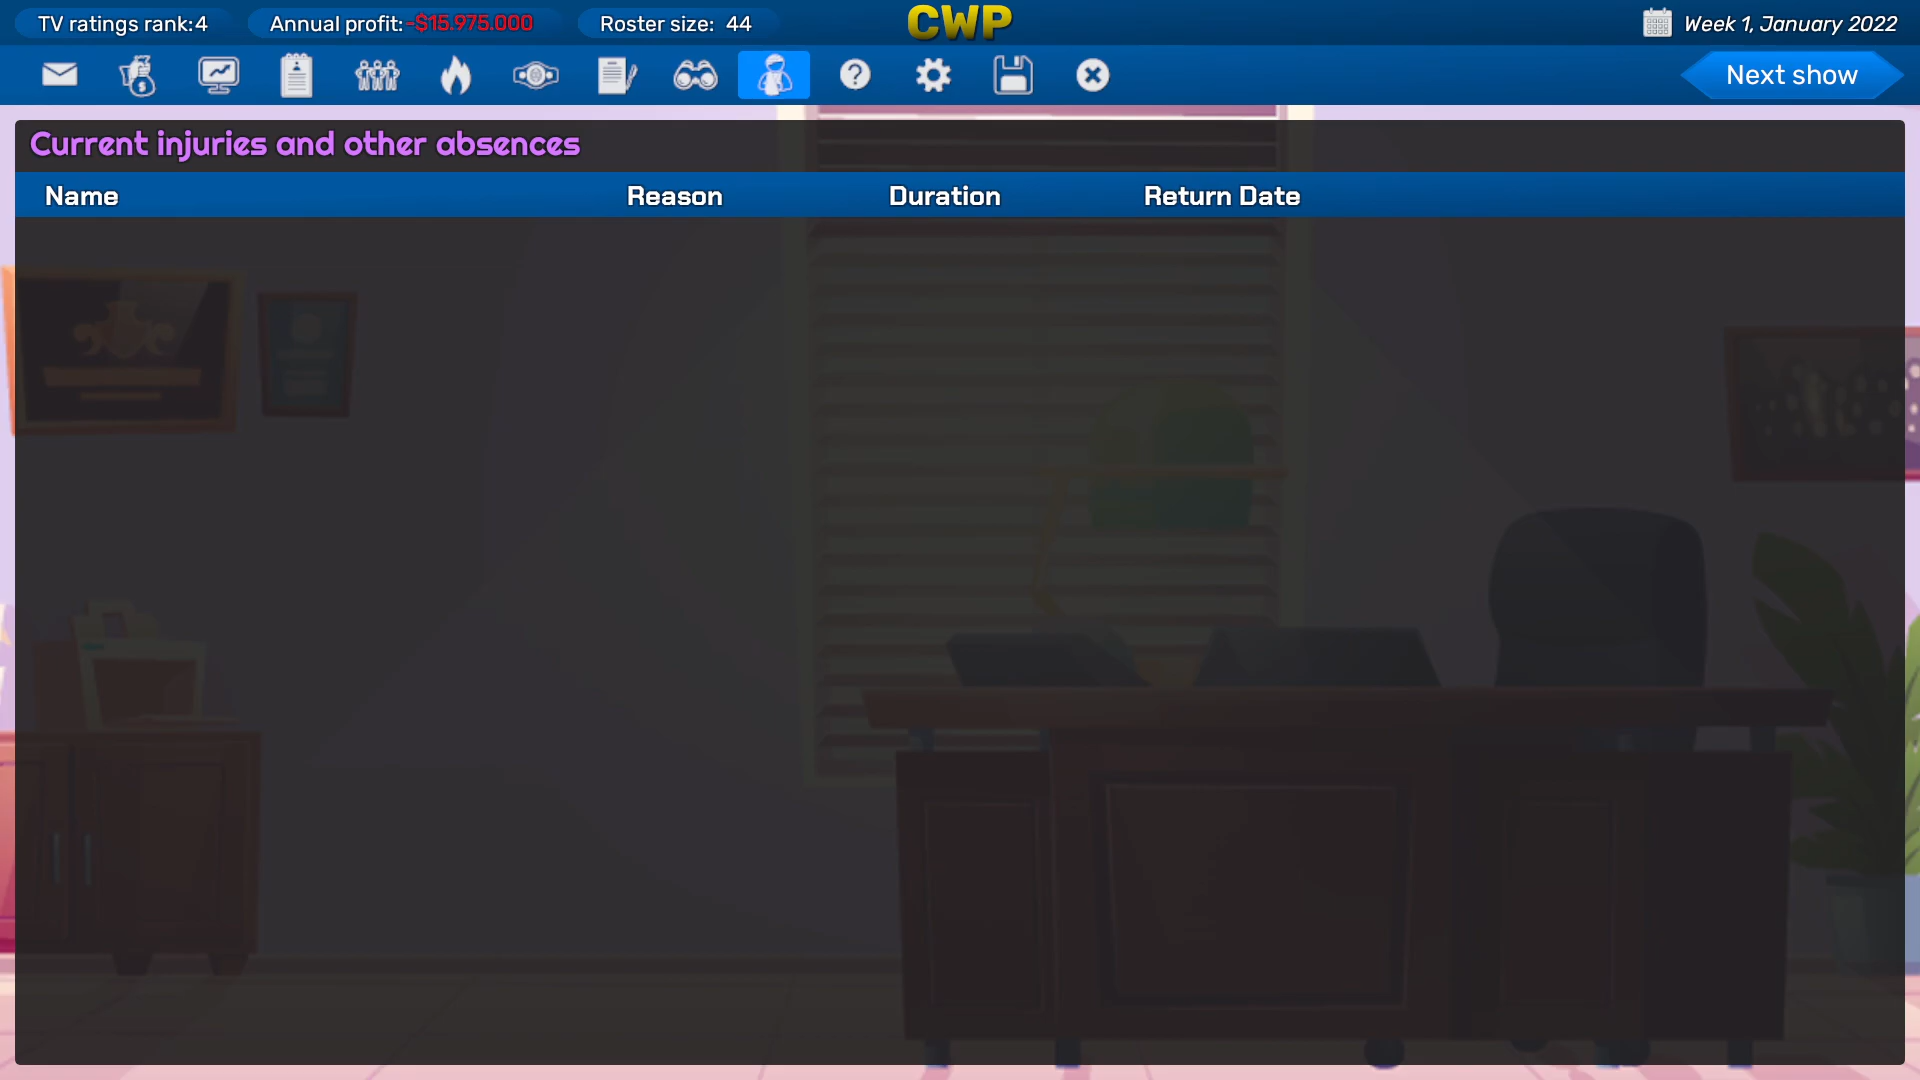 TV ratings rank:4 Annual profit:-$15.975.000 Roster size: 44 CWP Week 1, January 2022
Next show
Current injuries and other absences
Name Reason Duration Return Date